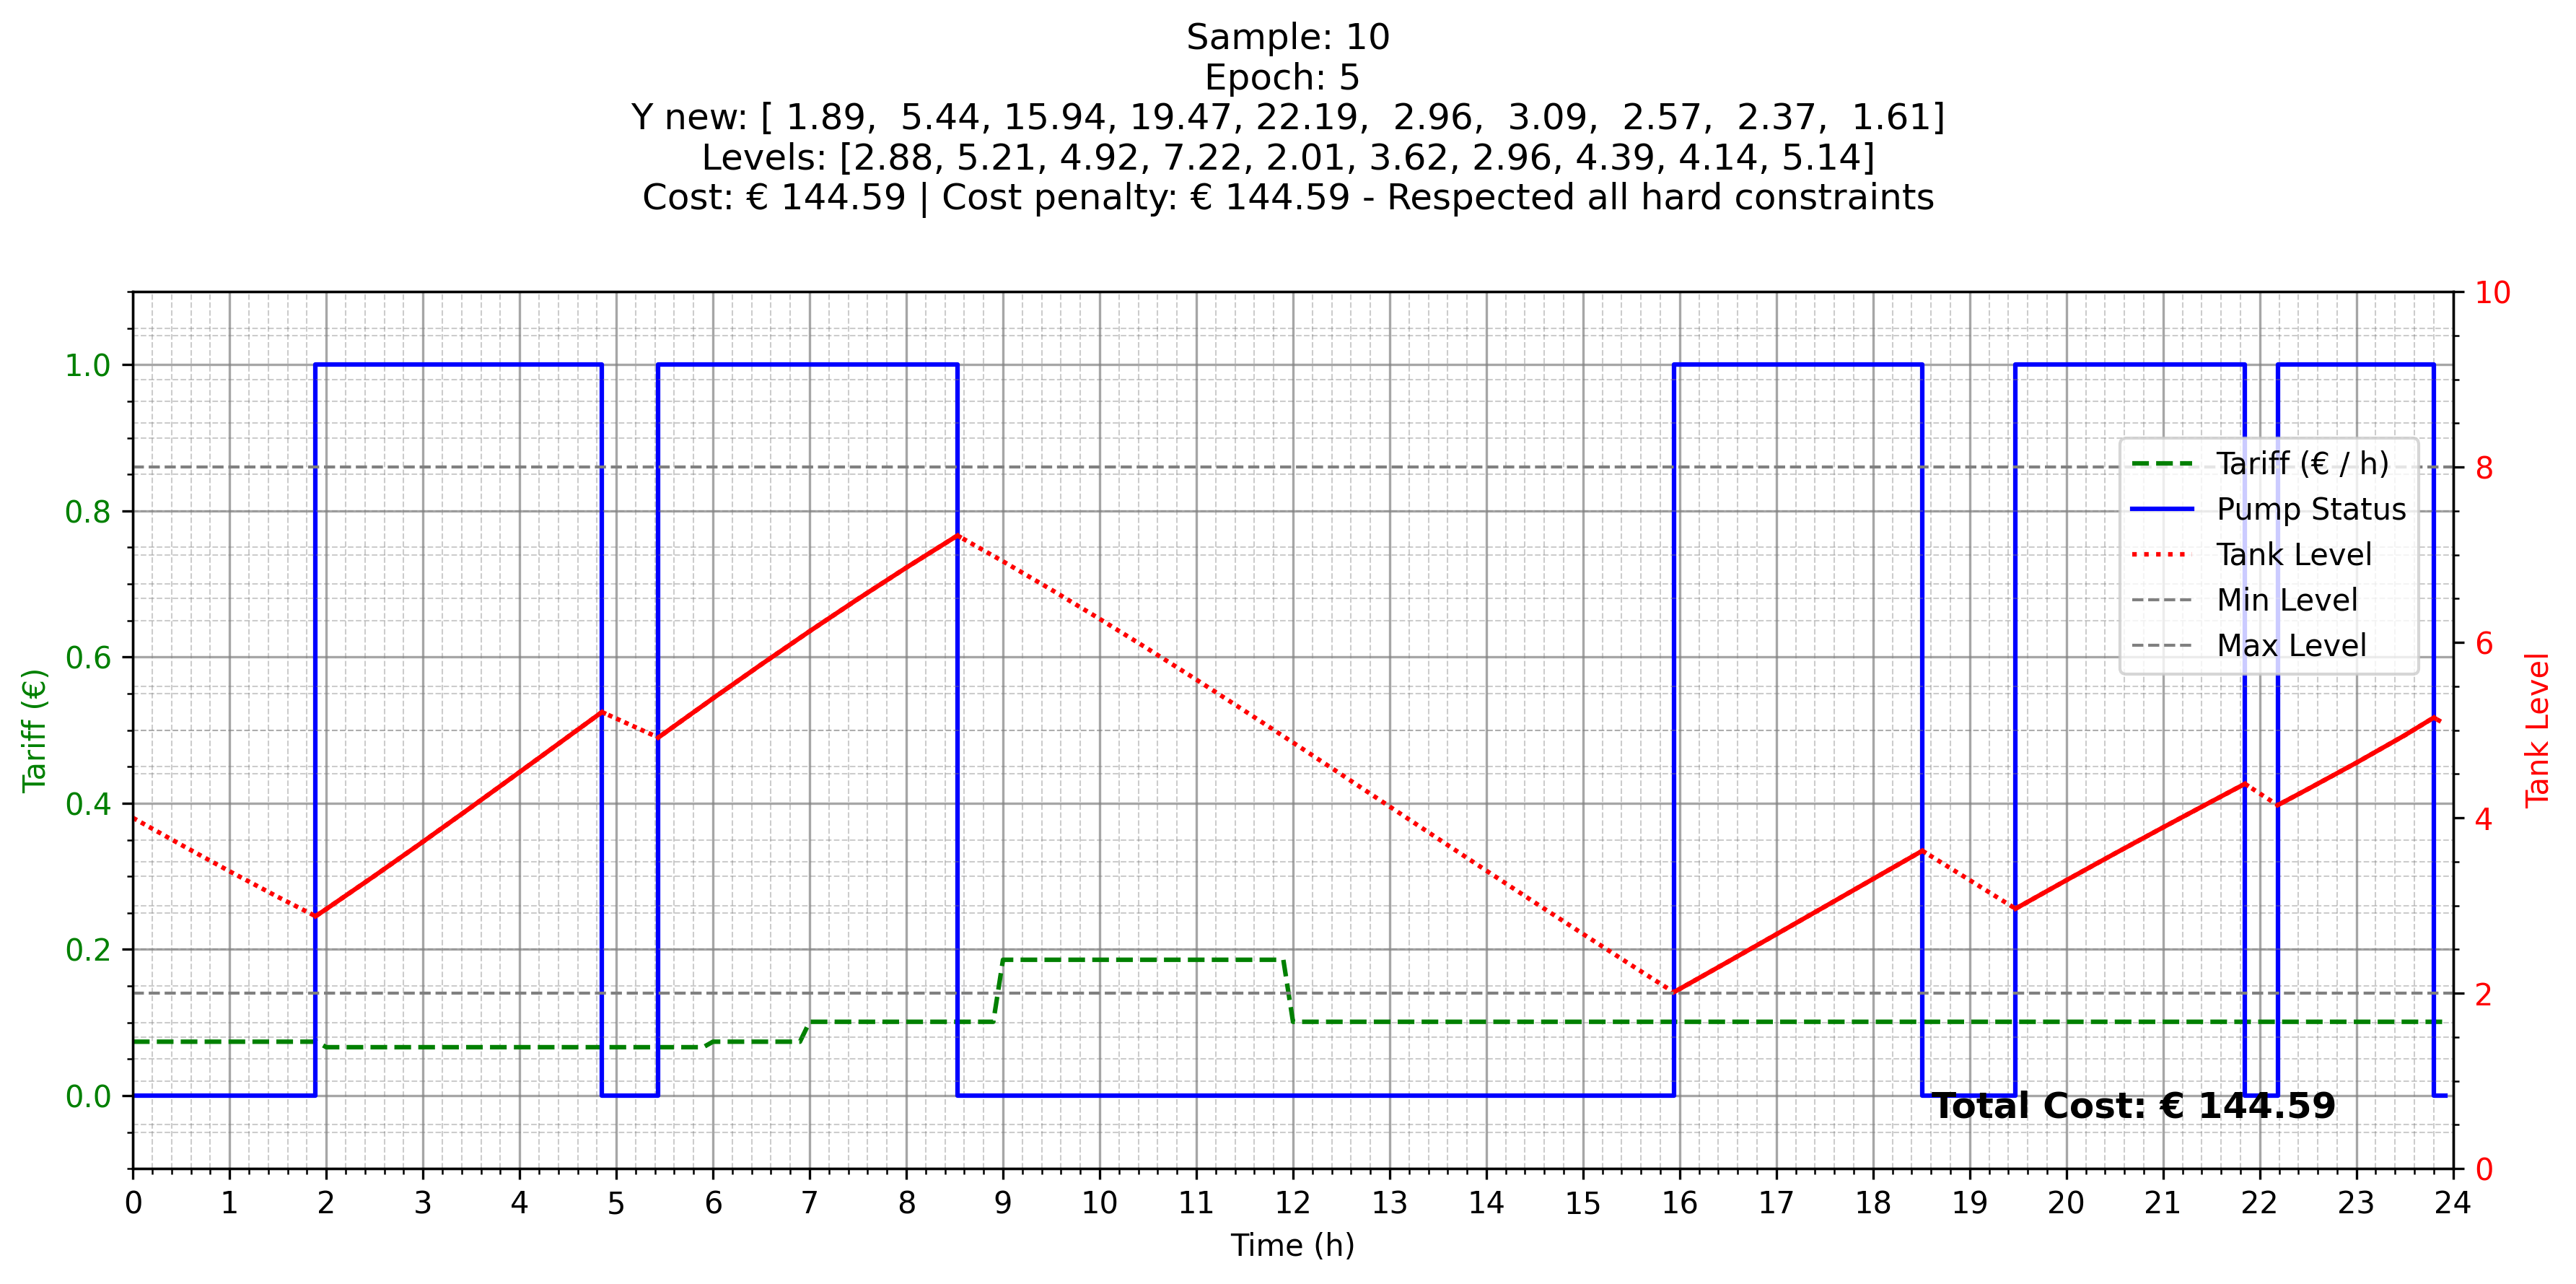 Sample: 10
Epoch: 5
Y new: [ 1.89,  5.44, 15.94, 19.47, 22.19,  2.96,  3.09,  2.57,  2.37,  1.61]
Levels: [2.88, 5.21, 4.92, 7.22, 2.01, 3.62, 2.96, 4.39, 4.14, 5.14]
Cost: € 144.59 | Cost penalty: € 144.59 - Respected all hard constraints
Tariff (€)
1.0
0.8
0.6
0.4
0.2
0.0
10
8
6
4
2
0
Tank Level
Tariff (€ / h)
Pump Status
Tank Level
Min Level
Max Level
Total Cost: € 144.59
0 1 2 3 4 5 6 7 8 9 10 11 12 13 14 15 16 17 18 19 20 21 22 23 24
Time (h)